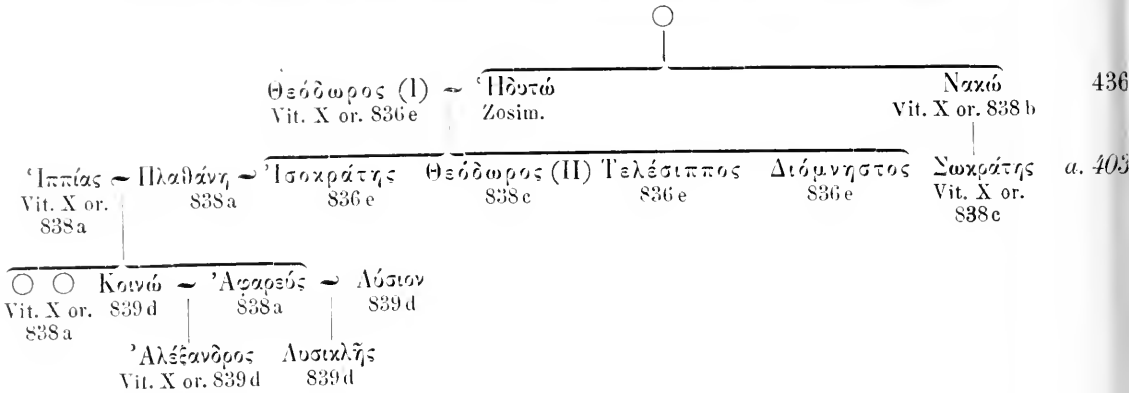 Θεόδωρος (I) ~ Ἡδυτώ Νακώ 436
Vit. X or. 836 e Zosim. Vit. X or. 838 b
Ἱππίας ~ Πλαθάνη ~ Ἰσοκράτης Θεόδωρος (II) Τελέσιππος Διόμνηστος Σωκράτης a. 403
Vit. X or. 838 a 836 e 838 c 836 e 836 e Vit. X or.
838 a 838 c
Κοινώ ~ Ἀφαρεύς ~ Λύσιον
Vit. X or. 839 d 838 a 839 d
838 a
Ἀλέξανδρος Λυσικλῆς
Vit. X or. 839 d 839 d